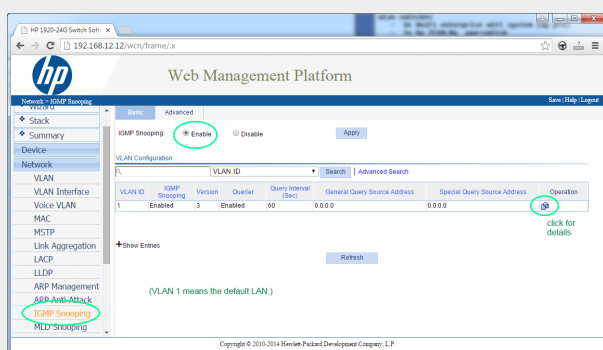 HP 1920-24G Switch Soft
192.168.12.12/wcn/frame/.x
hp
Web Management Platform
Network > IGMP Snooping
Save | Help | Logout
Wizard
Stack
Summary
Device
Network
VLAN
VLAN Interface
Voice VLAN
MAC
MSTP
Link Aggregation
LACP
LLDP
ARP Management
ARP Anti-Attack
IGMP Snooping
MLD Snooping
Basic Advanced
IGMP Snooping: Enable Disable Apply
VLAN Configuration
VLAN ID Search | Advanced Search
VLAN ID IGMP Snooping Version Querier Query Interval (Sec) General Query Source Address Special Query Source Address Operation
1 Enabled 3 Enabled 60 0.0.0.0 0.0.0.0
click for
details
+Show Entries
Refresh
(VLAN 1 means the default LAN.)
Copyright © 2010-2014 Hewlett-Packard Development Company, L.P.